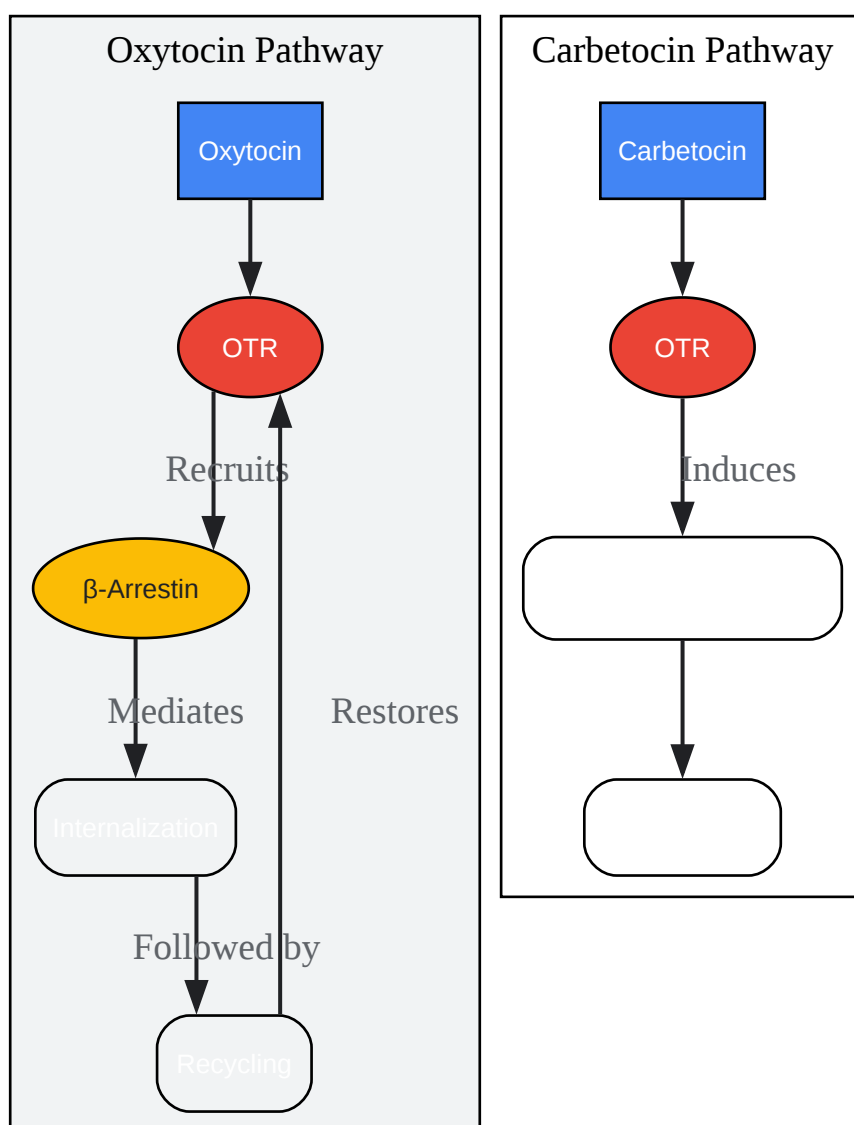 Oxytocin Pathway
Oxytocin
OTR
Recruits
β-Arrestin
Mediates
Restores
Internalization
Followed by
Recycling
Carbetocin Pathway
Carbetocin
OTR
Induces